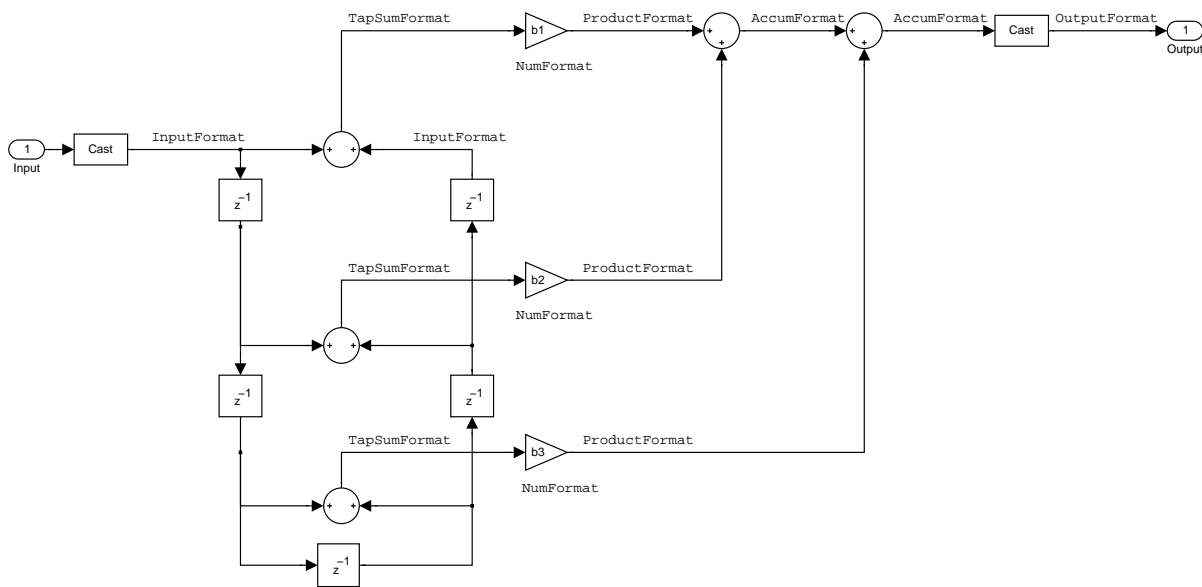 TapSumFormat
b1
ProductFormat
+
+
AccumFormat
+
+
AccumFormat
Cast
OutputFormat
1
Output
NumFormat
1
Input
Cast
InputFormat
+
+
InputFormat
z⁻¹
z⁻¹
TapSumFormat
b2
ProductFormat
NumFormat
+
+
z⁻¹
z⁻¹
TapSumFormat
b3
ProductFormat
NumFormat
+
+
z⁻¹